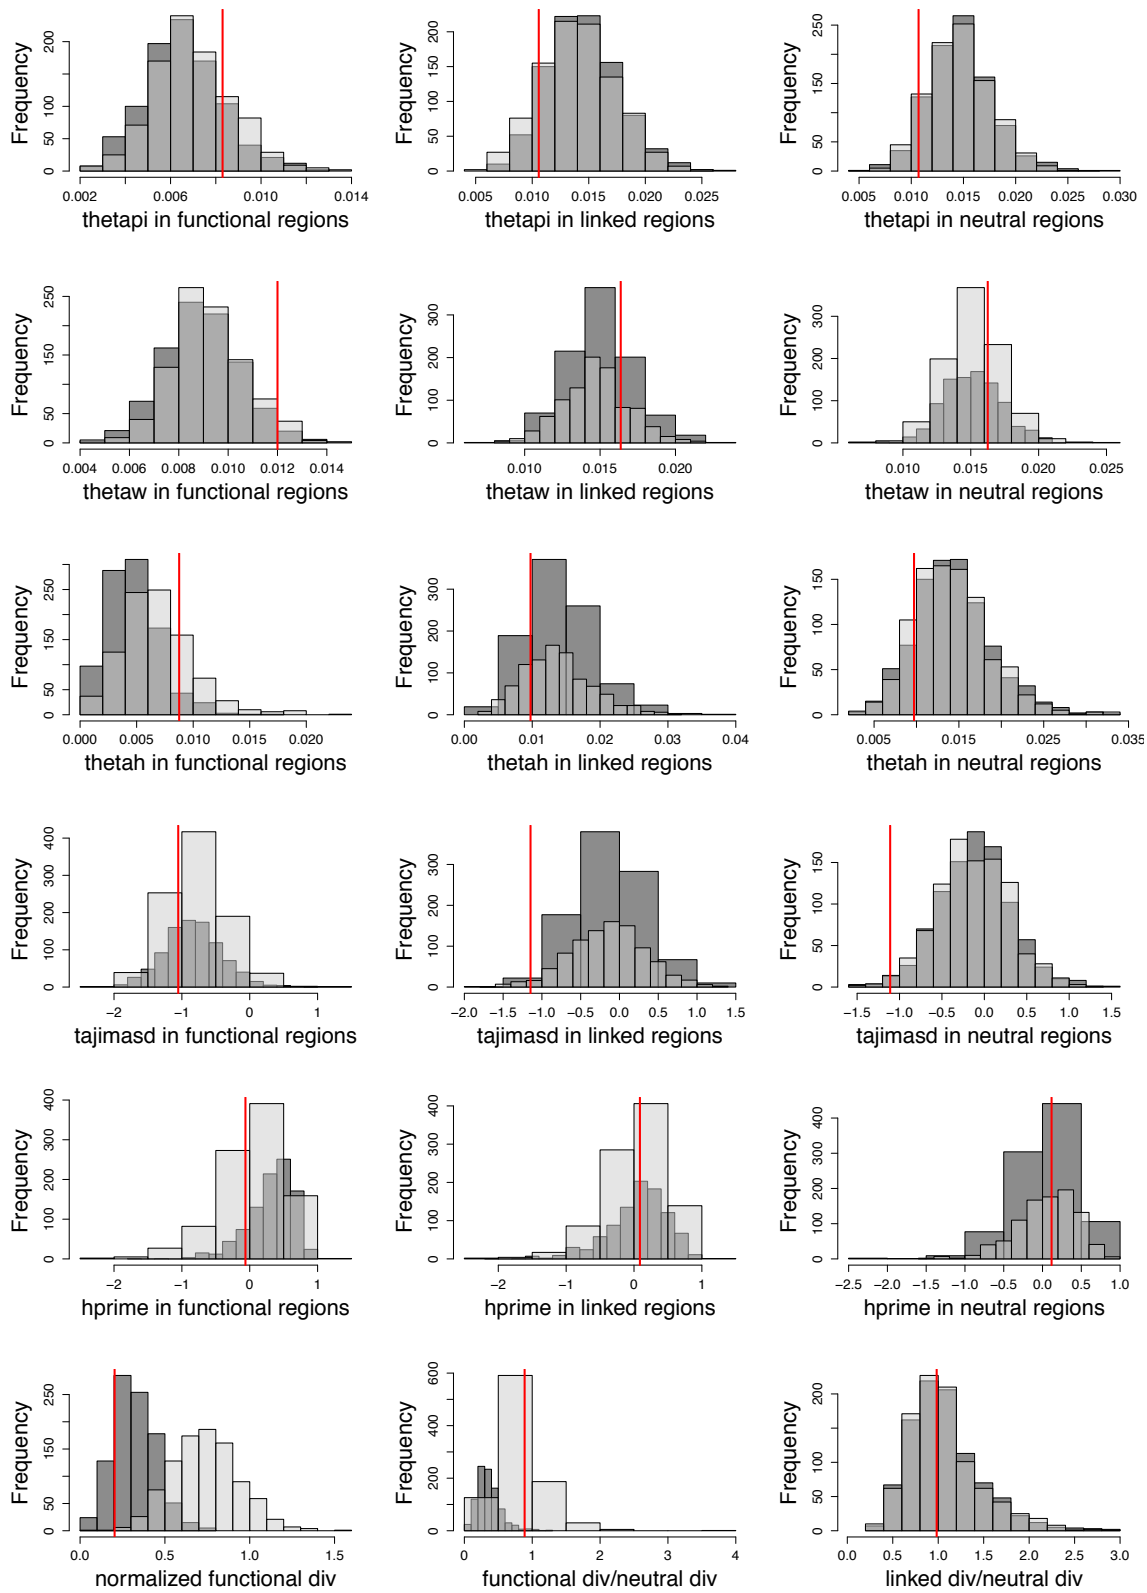 Frequency
0 50 100 200
0.002 0.006 0.010 0.014
thetapi in functional regions
Frequency
0 50 100 200
0.005 0.010 0.015 0.020 0.025
thetapi in linked regions
Frequency
0 50 150 250
0.005 0.010 0.015 0.020 0.025 0.030
thetapi in neutral regions
Frequency
0 50 150 250
0.004 0.006 0.008 0.010 0.012 0.014
thetaw in functional regions
Frequency
0 100 200 300
0.010 0.015 0.020
thetaw in linked regions
Frequency
0 100 200 300
0.010 0.015 0.020 0.025
thetaw in neutral regions
Frequency
0 50 150 250
0.000 0.005 0.010 0.015 0.020
thetah in functional regions
Frequency
0 100 200 300
0.00 0.01 0.02 0.03 0.04
thetah in linked regions
Frequency
0 50 100 150
0.005 0.015 0.025 0.035
thetah in neutral regions
Frequency
0 100 200 300 400
−2 −1 0 1
tajimasd in functional regions
Frequency
0 100 200 300
−2.0 −1.5 −1.0 −0.5 0.0 0.5 1.0 1.5
tajimasd in linked regions
Frequency
0 50 100 150
−1.5 −1.0 −0.5 0.0 0.5 1.0 1.5
tajimasd in neutral regions
Frequency
0 100 200 300 400
−2 −1 0 1
hprime in functional regions
Frequency
0 100 200 300 400
−2 −1 0 1
hprime in linked regions
Frequency
0 100 200 300 400
−2.5 −2.0 −1.5 −1.0 −0.5 0.0 0.5 1.0
hprime in neutral regions
Frequency
0 50 150 250
0.0 0.5 1.0 1.5
normalized functional div
Frequency
0 200 400 600
0 1 2 3 4
functional div/neutral div
Frequency
0 50 100 200
0.0 0.5 1.0 1.5 2.0 2.5 3.0
linked div/neutral div